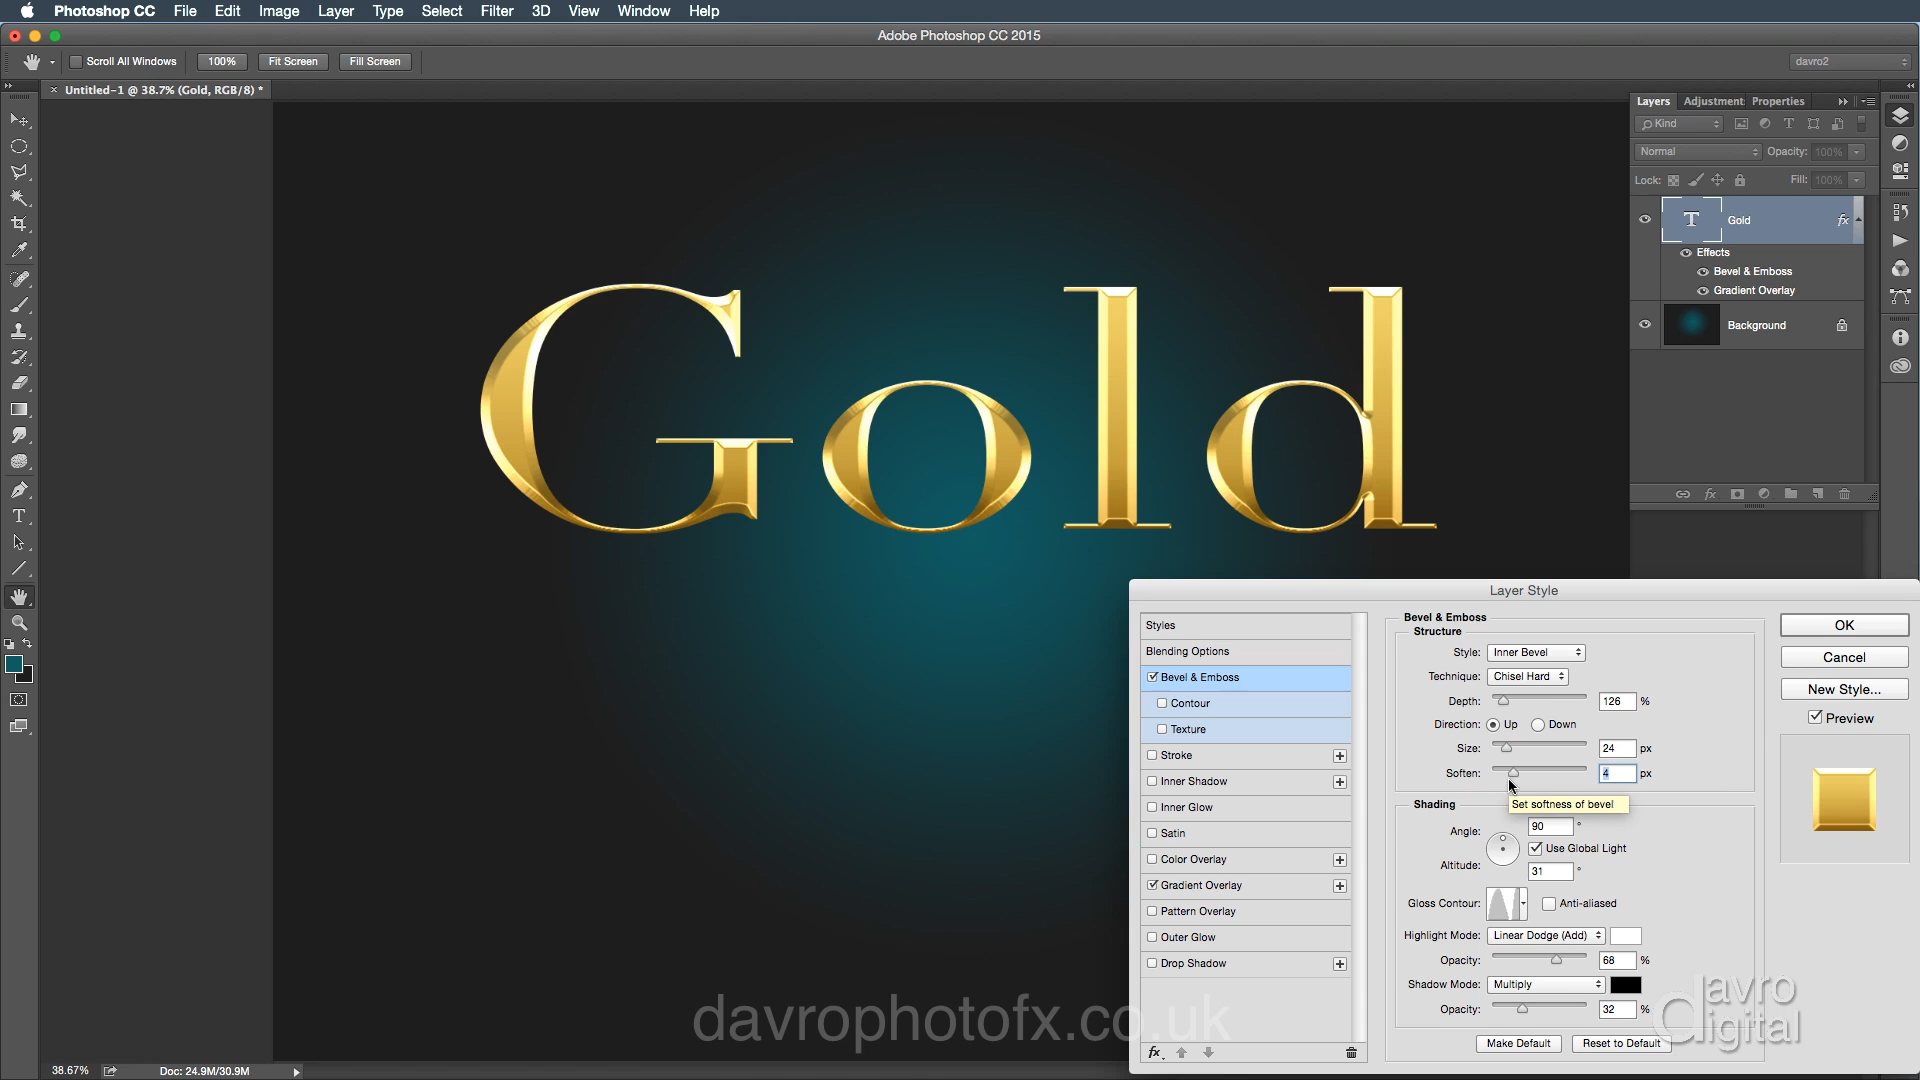 Photoshop CC File Edit Image Layer Type Select Filter 3D View Window Help
Adobe Photoshop CC 2015
Scroll All Windows 100% Fit Screen Fill Screen davro2
× Untitled-1 @ 38.7% (Gold, RGB/8) *
Layers Adjustment Properties
Kind
Normal Opacity: 100%
Lock: Fill: 100%
T Gold fx
Effects
Bevel & Emboss
Gradient Overlay
Background
Gold
Layer Style
Styles
Blending Options
Bevel & Emboss
Contour
Texture
Stroke
Inner Shadow
Inner Glow
Satin
Color Overlay
Gradient Overlay
Pattern Overlay
Outer Glow
Drop Shadow
fx
Bevel & Emboss
Structure
Style: Inner Bevel
Technique: Chisel Hard
Depth: 126 %
Direction: Up Down
Size: 24 px
Soften: 4 px
Set softness of bevel
Shading
Angle: 90 °
Use Global Light
Altitude: 31 °
Gloss Contour: Anti-aliased
Highlight Mode: Linear Dodge (Add)
Opacity: 68 %
Shadow Mode: Multiply
Opacity: 32 %
Make Default Reset to Default
OK
Cancel
New Style...
Preview
davro
digital
davrophotofx.co.uk
38.67% Doc: 24.9M/30.9M